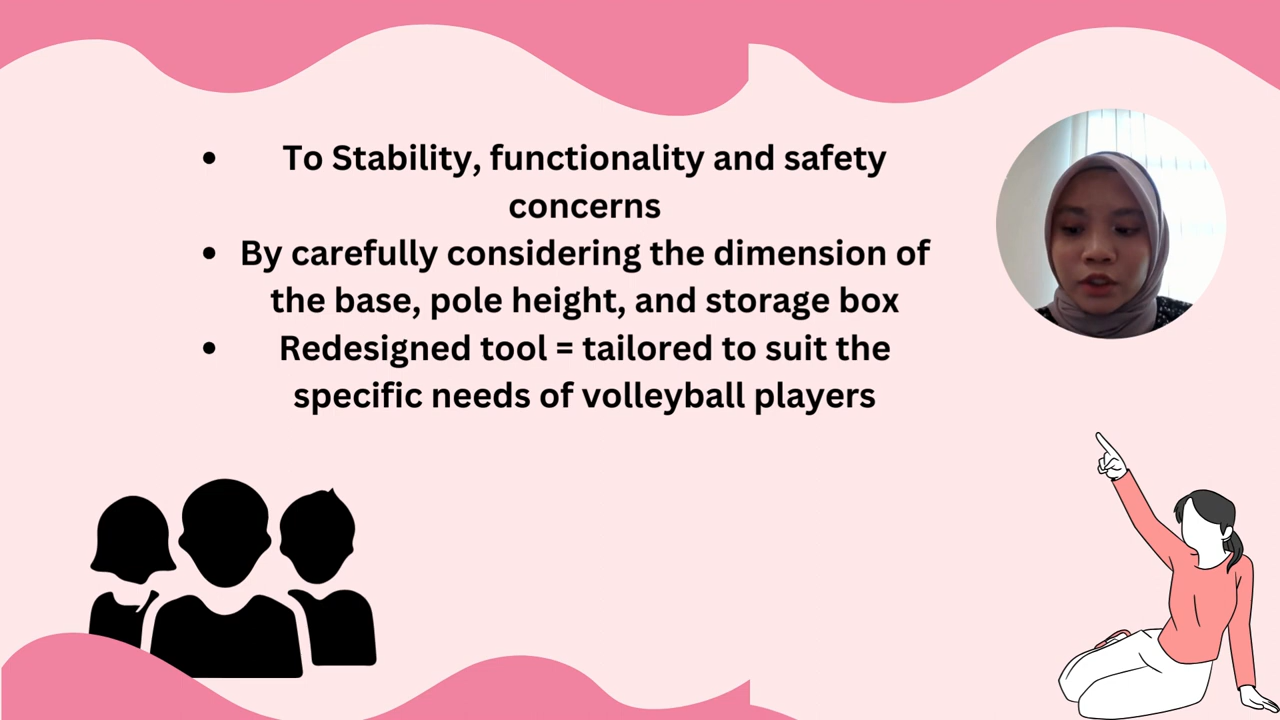 To Stability, functionality and safety
concerns
By carefully considering the dimension of
the base, pole height, and storage box
Redesigned tool = tailored to suit the
specific needs of volleyball players